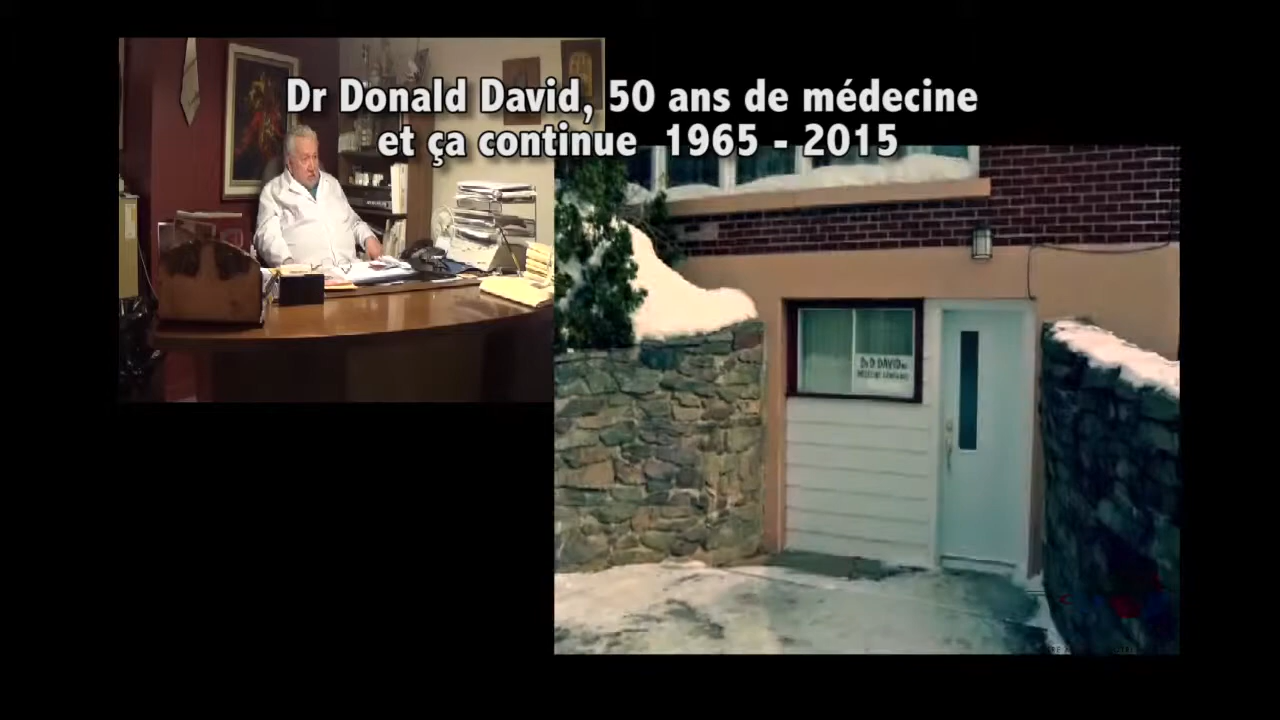 Dr Donald David, 50 ans de médecine
et ça continue 1965 - 2015
Dr D DAVID